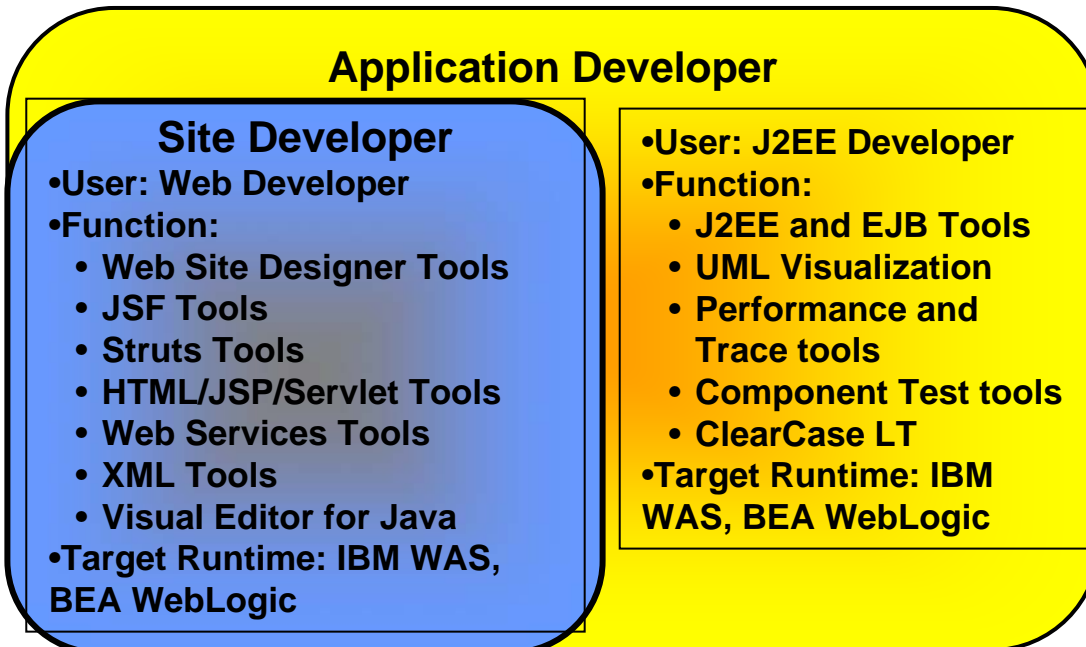 Application Developer
Site Developer
•User: Web Developer
•Function:
• Web Site Designer Tools
• JSF Tools
• Struts Tools
• HTML/JSP/Servlet Tools
• Web Services Tools
• XML Tools
• Visual Editor for Java
•Target Runtime: IBM WAS,
BEA WebLogic
•User: J2EE Developer
•Function:
• J2EE and EJB Tools
• UML Visualization
• Performance and
Trace tools
• Component Test tools
• ClearCase LT
•Target Runtime: IBM
WAS, BEA WebLogic